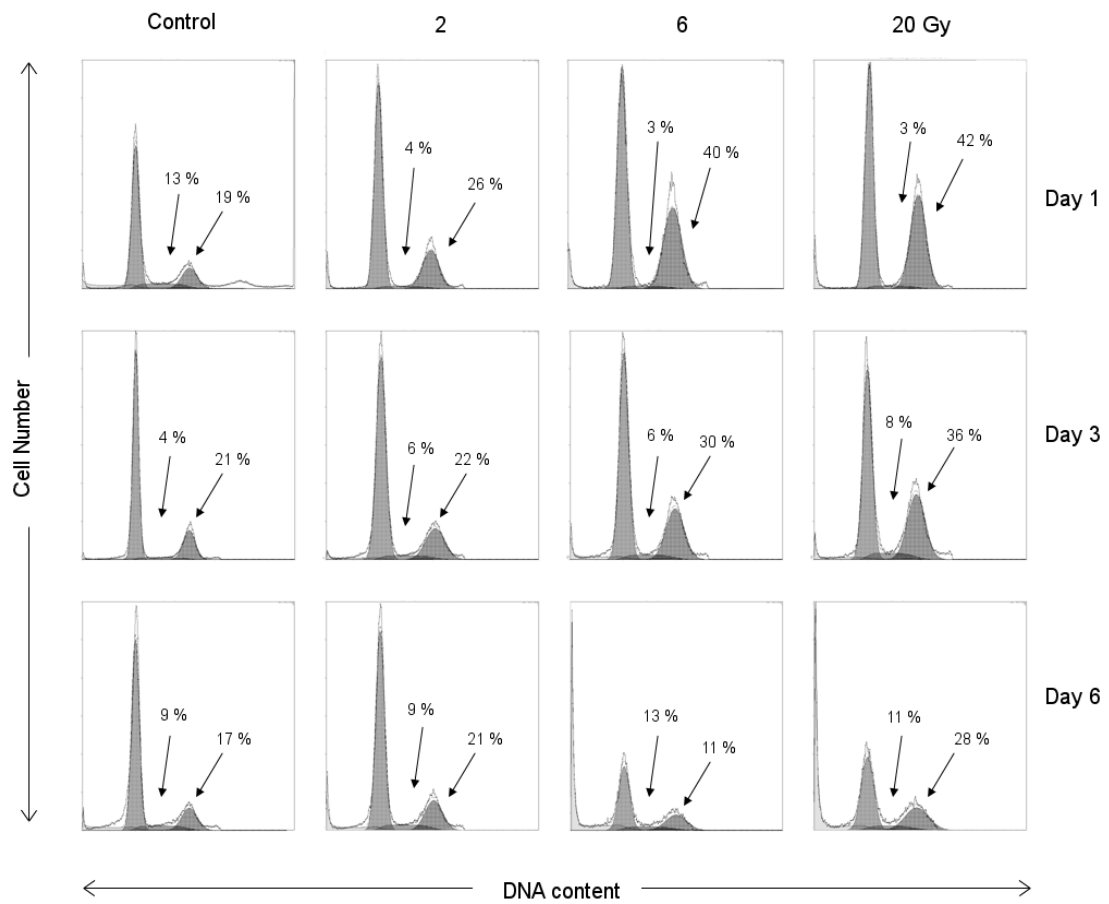 Control 2 6 20 Gy
13 % 19 % 4 % 26 % 3 % 40 % 3 % 42 % Day 1
4 % 21 % 6 % 22 % 6 % 30 % 8 % 36 % Day 3
9 % 17 % 9 % 21 % 13 % 11 % 11 % 28 % Day 6
Cell Number
DNA content